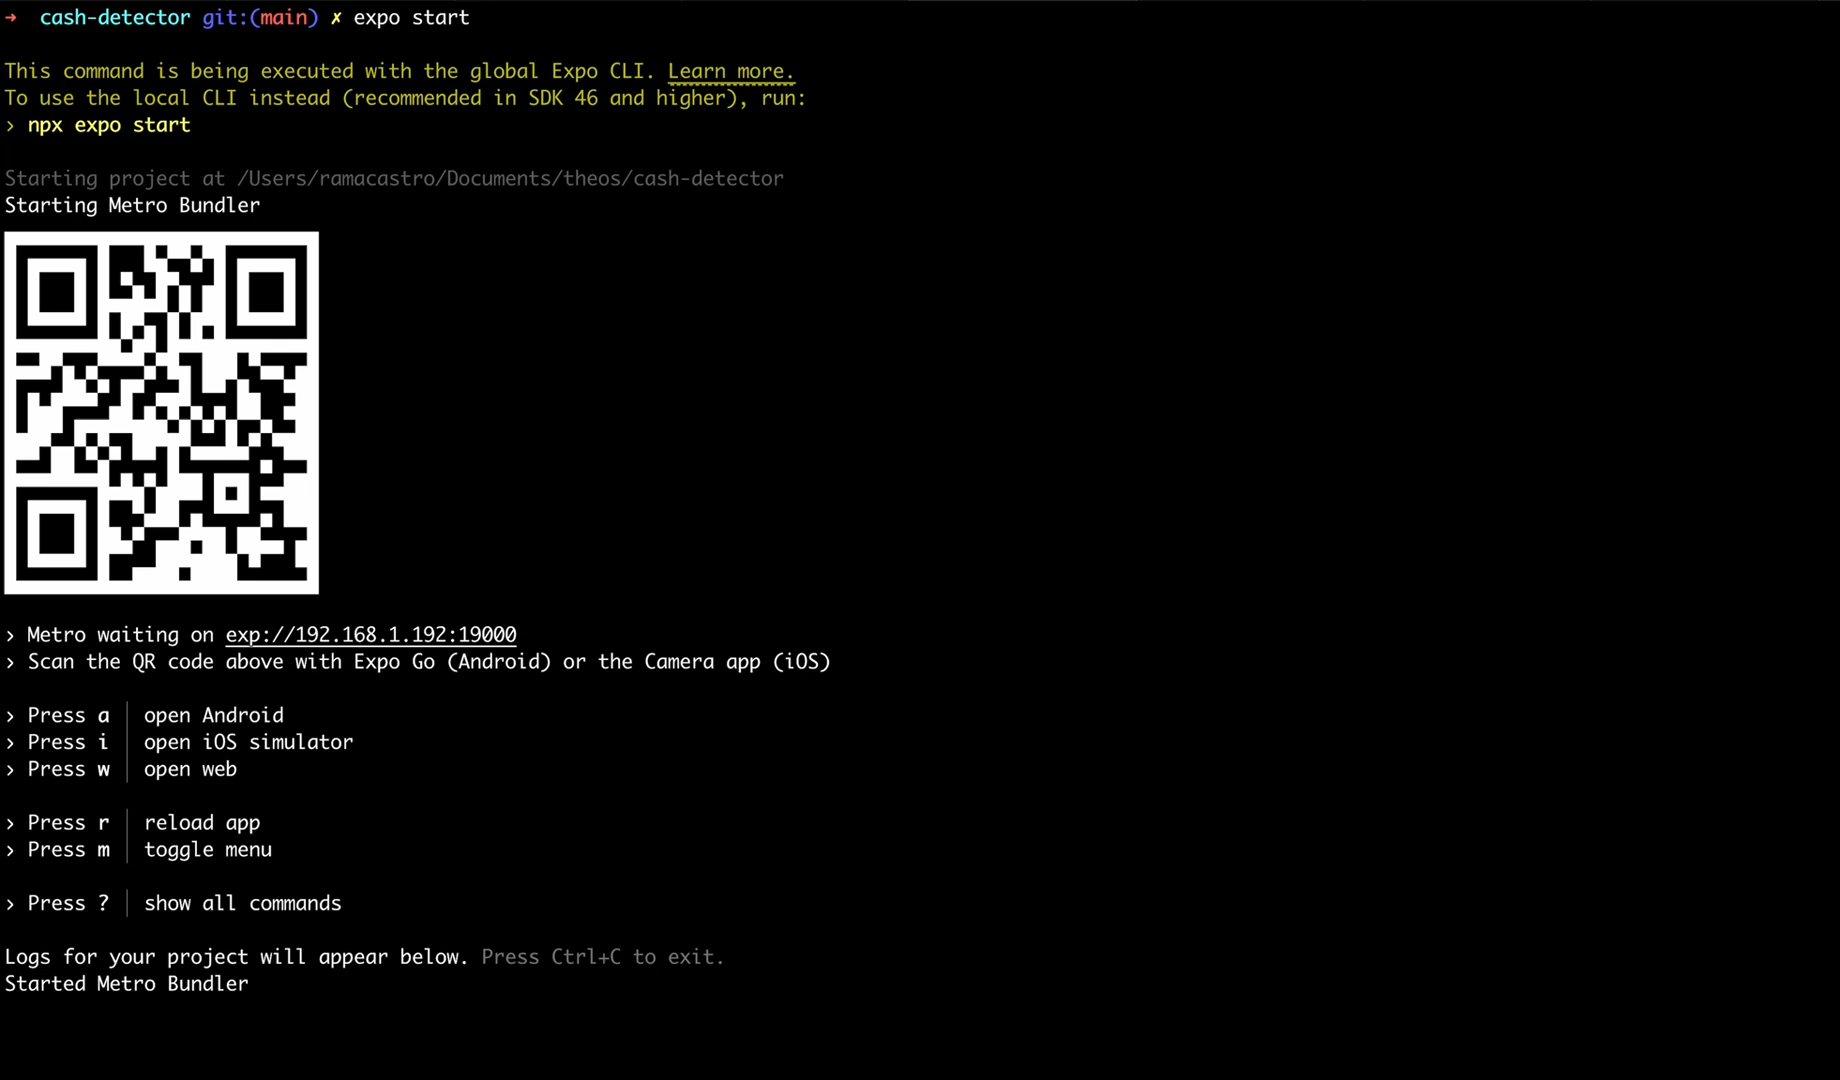 ➜ cash-detector git:(main) ✗ expo start
This command is being executed with the global Expo CLI. Learn more.
To use the local CLI instead (recommended in SDK 46 and higher), run:
› npx expo start
Starting project at /Users/ramacastro/Documents/theos/cash-detector
Starting Metro Bundler
› Metro waiting on exp://192.168.1.192:19000
› Scan the QR code above with Expo Go (Android) or the Camera app (iOS)
› Press a │ open Android
› Press i │ open iOS simulator
› Press w │ open web
› Press r │ reload app
› Press m │ toggle menu
› Press ? │ show all commands
Logs for your project will appear below. Press Ctrl+C to exit.
Started Metro Bundler